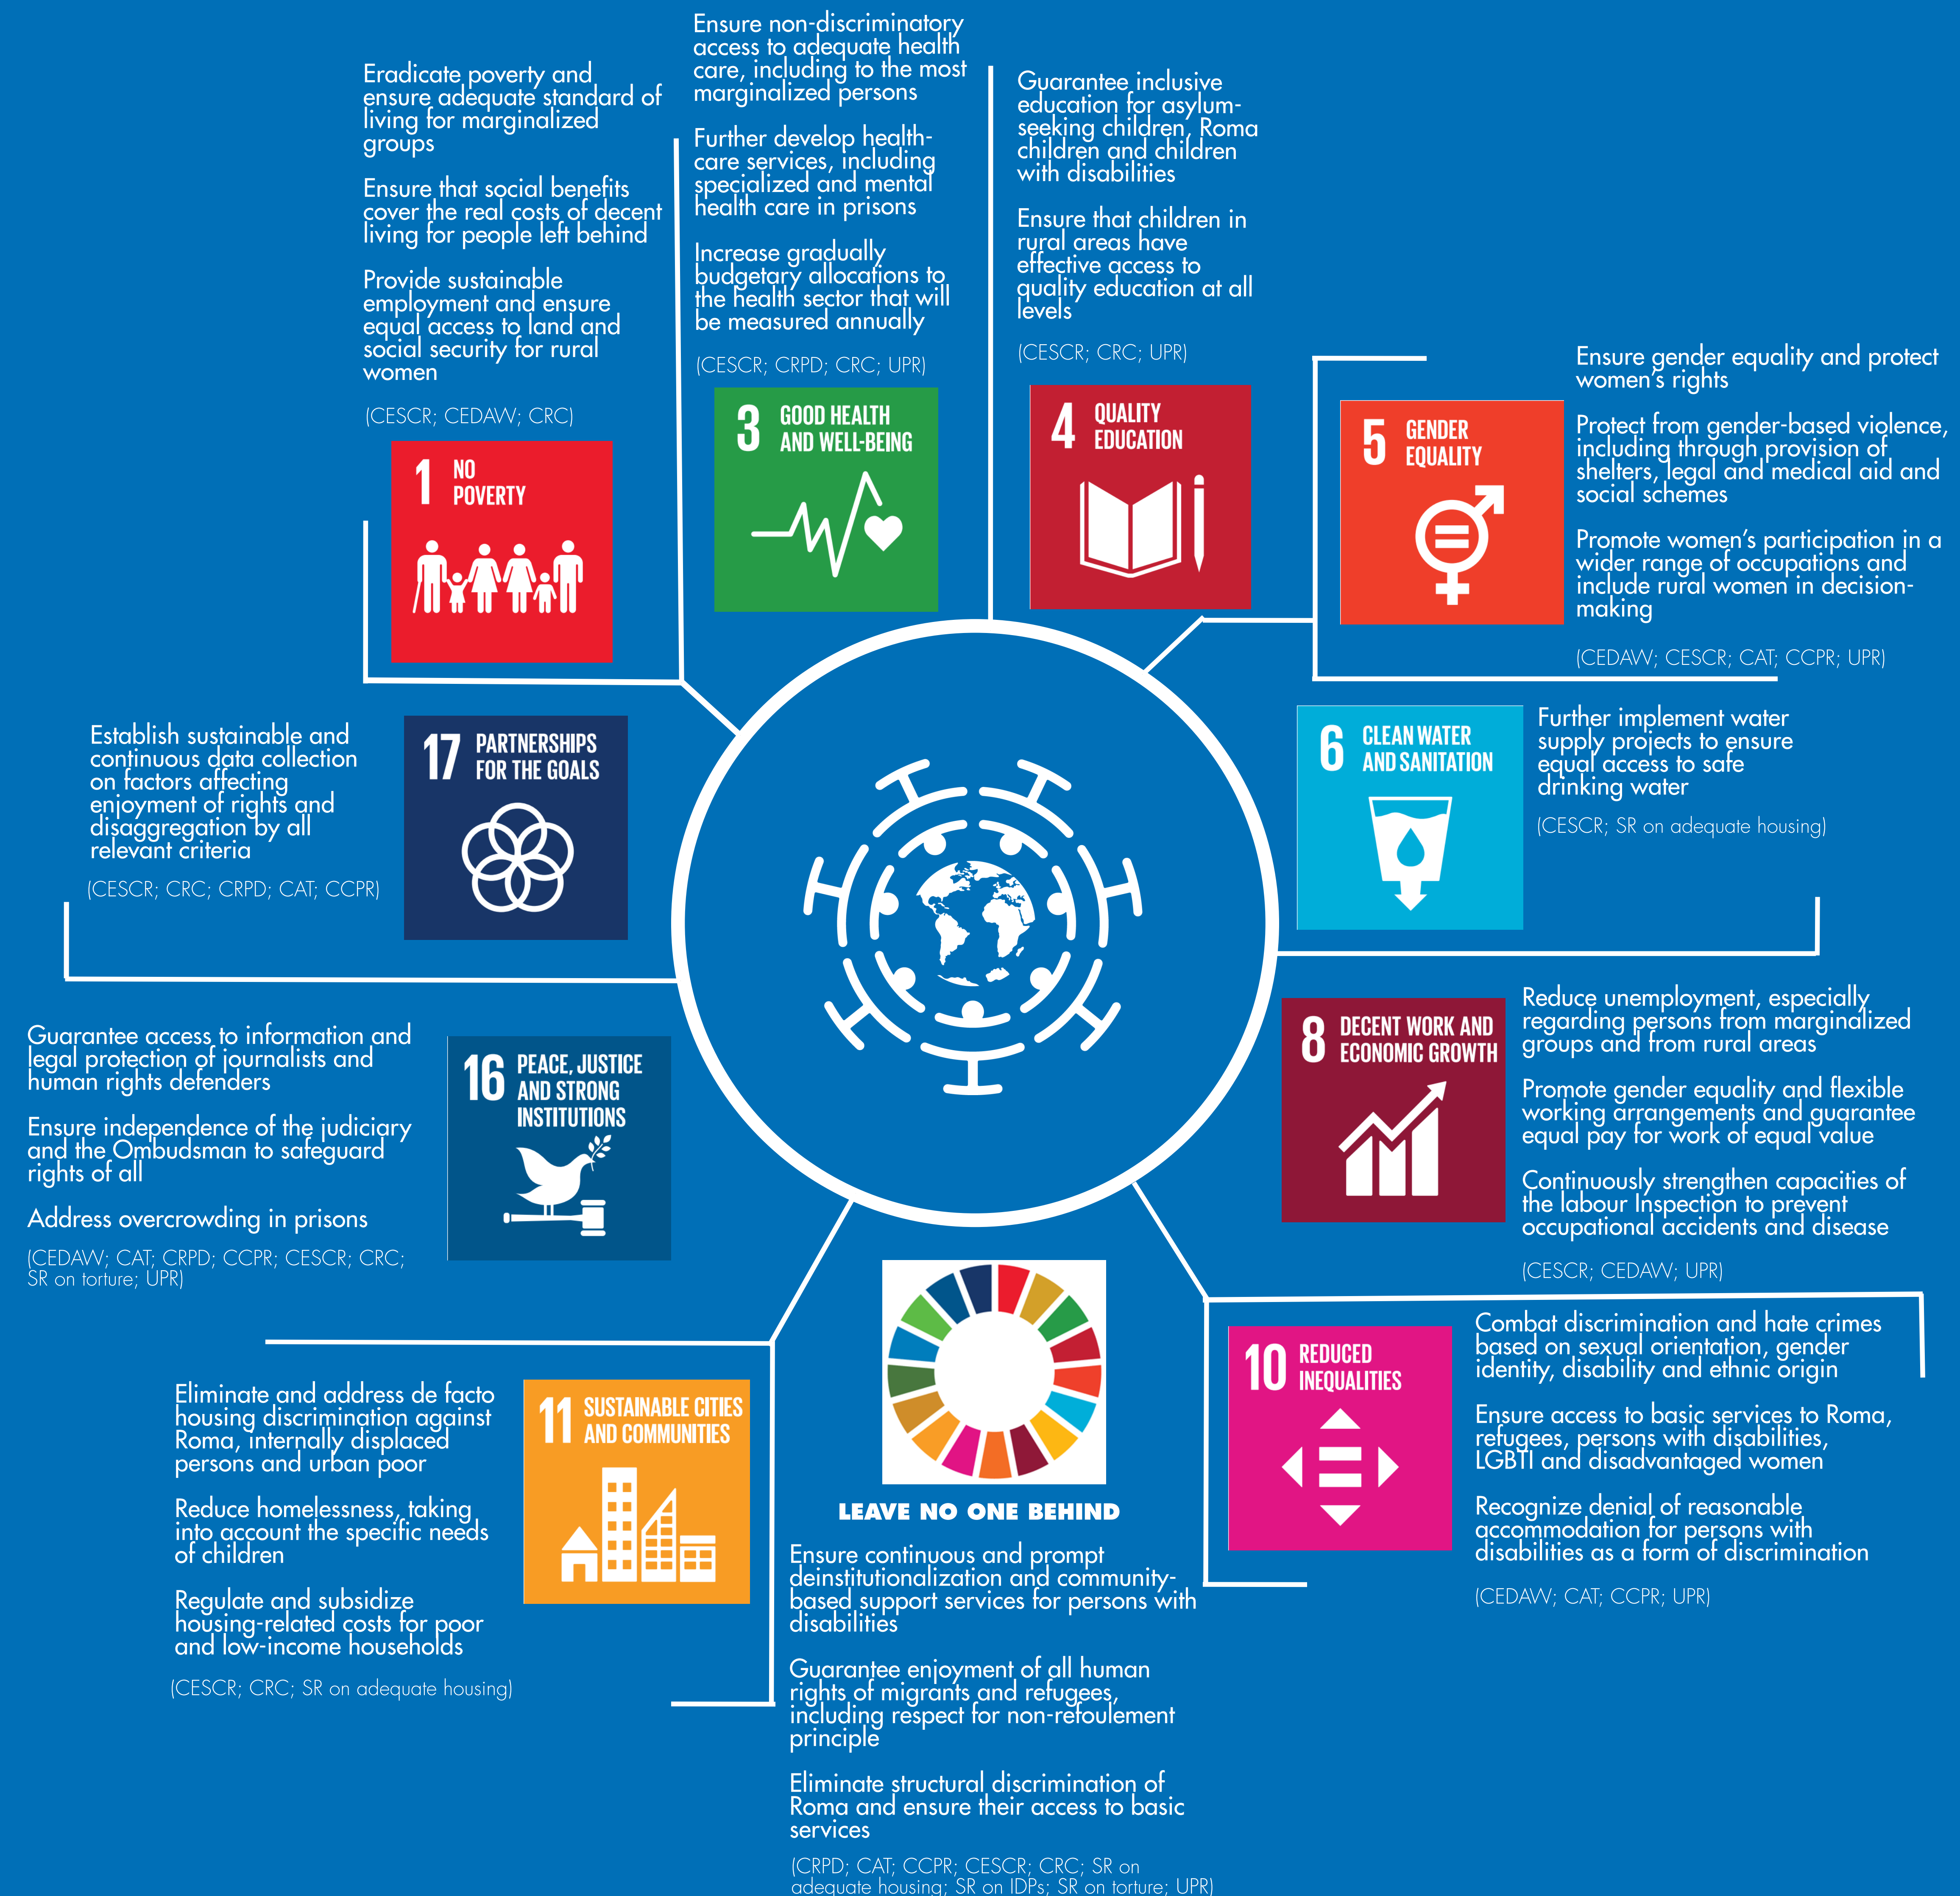 Eradicate poverty and
ensure adequate standard of
living for marginalized
groups
Ensure that social benefits
cover the real costs of decent
living for people left behind
Provide sustainable
employment and ensure
equal access to land and
social security for rural
women
(CESCR; CEDAW; CRC)
1 NO
POVERTY
Ensure non-discriminatory
access to adequate health
care, including to the most
marginalized persons
Further develop health-
care services, including
specialized and mental
health care in prisons
Increase gradually
budgetary allocations to
the health sector that will
be measured annually
(CESCR; CRPD; CRC; UPR)
3 GOOD HEALTH
AND WELL-BEING
Guarantee inclusive
education for asylum-
seeking children, Roma
children and children
with disabilities
Ensure that children in
rural areas have
effective access to
quality education at all
levels
(CESCR; CRC; UPR)
4 QUALITY
EDUCATION
5 GENDER
EQUALITY
Ensure gender equality and protect
women's rights
Protect from gender-based violence,
including through provision of
shelters, legal and medical aid and
social schemes
Promote women's participation in a
wider range of occupations and
include rural women in decision-
making
(CEDAW; CESCR; CAT; CCPR; UPR)
6 CLEAN WATER
AND SANITATION
Further implement water
supply projects to ensure
equal access to safe
drinking water
(CESCR; SR on adequate housing)
8 DECENT WORK AND
ECONOMIC GROWTH
Reduce unemployment, especially
regarding persons from marginalized
groups and from rural areas
Promote gender equality and flexible
working arrangements and guarantee
equal pay for work of equal value
Continuously strengthen capacities of
the labour Inspection to prevent
occupational accidents and disease
(CESCR; CEDAW; UPR)
10 REDUCED
INEQUALITIES
Combat discrimination and hate crimes
based on sexual orientation, gender
identity, disability and ethnic origin
Ensure access to basic services to Roma,
refugees, persons with disabilities,
LGBTI and disadvantaged women
Recognize denial of reasonable
accommodation for persons with
disabilities as a form of discrimination
(CEDAW; CAT; CCPR; UPR)
LEAVE NO ONE BEHIND
Ensure continuous and prompt
deinstitutionalization and community-
based support services for persons with
disabilities
Guarantee enjoyment of all human
rights of migrants and refugees,
including respect for non-refoulement
principle
Eliminate structural discrimination of
Roma and ensure their access to basic
services
(CRPD; CAT; CCPR; CESCR; CRC; SR on
adequate housing; SR on IDPs; SR on torture; UPR)
Eliminate and address de facto
housing discrimination against
Roma, internally displaced
persons and urban poor
Reduce homelessness, taking
into account the specific needs
of children
Regulate and subsidize
housing-related costs for poor
and low-income households
(CESCR; CRC; SR on adequate housing)
11 SUSTAINABLE CITIES
AND COMMUNITIES
Guarantee access to information and
legal protection of journalists and
human rights defenders
Ensure independence of the judiciary
and the Ombudsman to safeguard
rights of all
Address overcrowding in prisons
(CEDAW; CAT; CRPD; CCPR; CESCR; CRC;
SR on torture; UPR)
16 PEACE, JUSTICE
AND STRONG
INSTITUTIONS
Establish sustainable and
continuous data collection
on factors affecting
enjoyment of rights and
disaggregation by all
relevant criteria
(CESCR; CRC; CRPD; CAT; CCPR)
17 PARTNERSHIPS
FOR THE GOALS